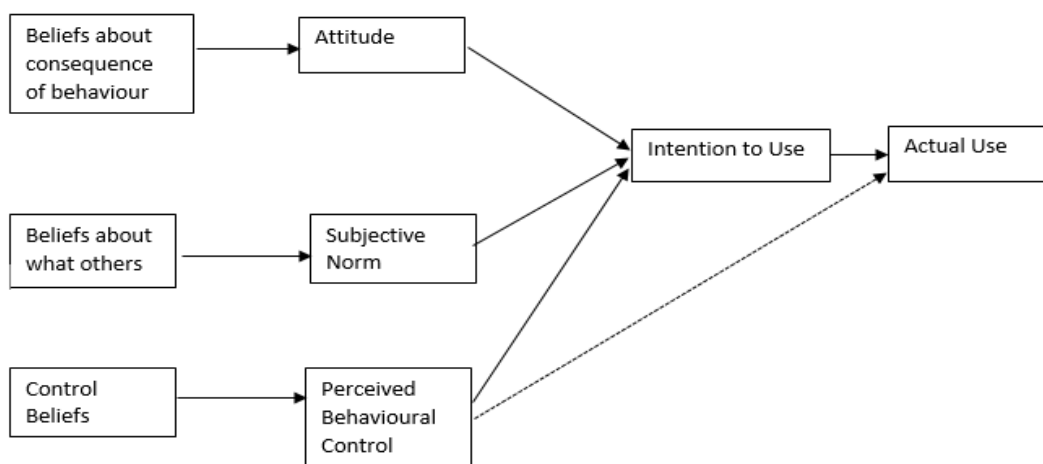 Beliefs about
consequence
of behaviour
Attitude
Intention to Use
Actual Use
Beliefs about
what others
Subjective
Norm
Control
Beliefs
Perceived
Behavioural
Control